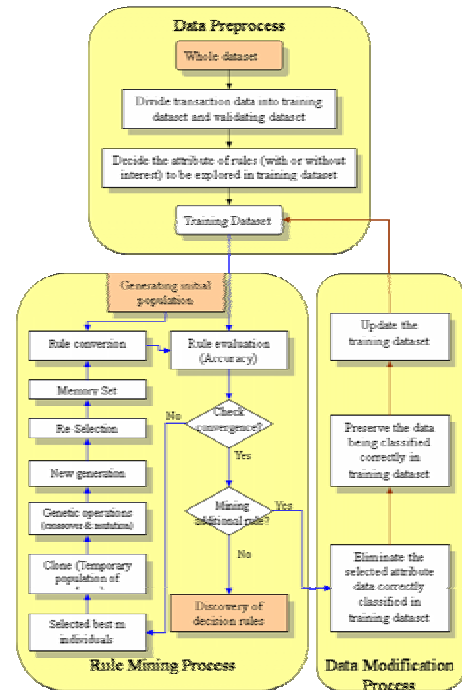 Data Preprocess
Whole dataset
Divide transaction data into training
dataset and validating dataset
Decide the attribute of rules (with or without
interest) to be explored in training dataset
Training Dataset
Generating initial
population
Rule conversion
Rule evaluation
(Accuracy)
Update the
training dataset
Memory Set
No
Check
convergence?
Re-Selection
Yes
Preserve the data
being classified
correctly in
training dataset
New generation
Genetic operations
(crossover & mutation)
Mining
additional rule?
Yes
Clone (Temporary
population of
No
Eliminate the
selected attribute
data correctly
classified in
training dataset
Selected best m
individuals
Discovery of
decision rules
Rule Mining Process
Data Modification
Process